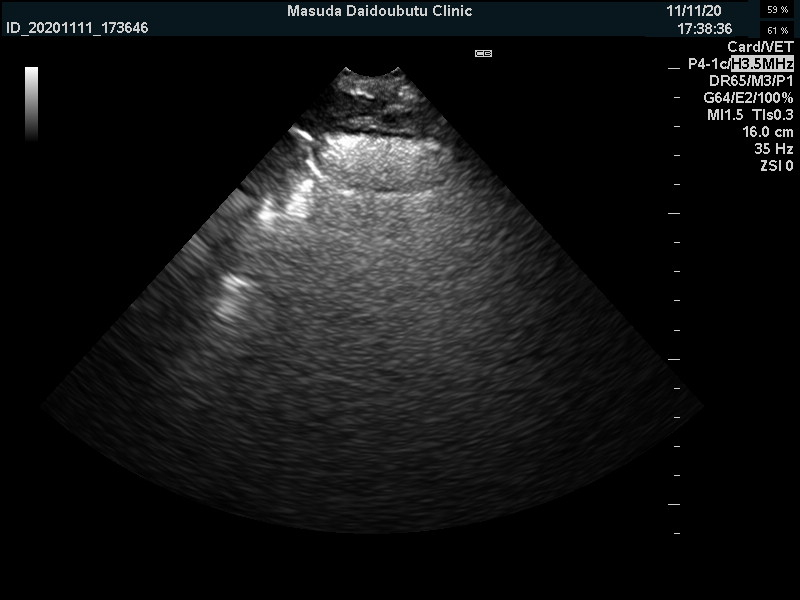 Masuda Daidoubutu Clinic
11/11/20
59 %
ID_20201111_173646
17:38:36
61 %
Card/VET
P4-1c/H3.5MHz
DR65/M3/P1
G64/E2/100%
MI1.5 TIs0.3
16.0 cm
35 Hz
ZSI 0